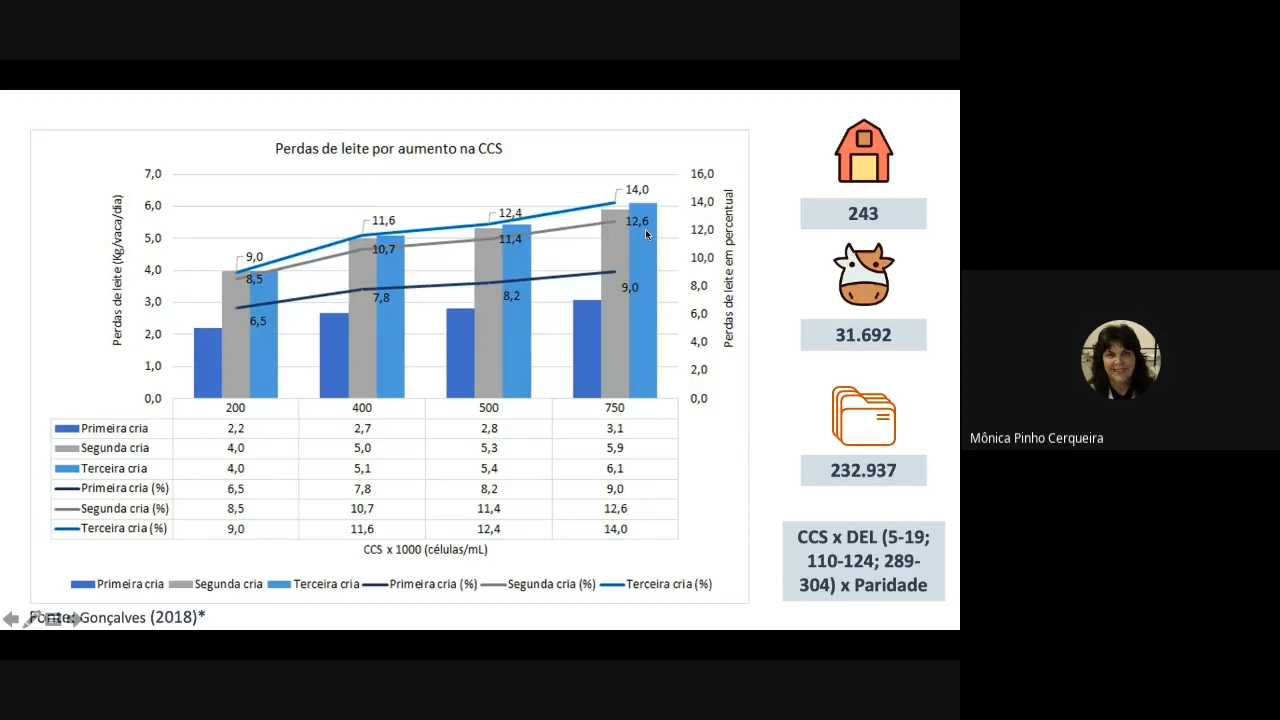 Perdas de leite por aumento na CCS
Perdas de leite (Kg/vaca/dia)
7,0
6,0
5,0
4,0
3,0
2,0
1,0
0,0
Perdas de leite em percentual
16,0
14,0
12,0
10,0
8,0
6,0
4,0
2,0
0,0
9,0 11,6 12,4 14,0
8,5 10,7 11,4 12,6
6,5 7,8 8,2 9,0
200 400 500 750
Primeira cria 2,2 2,7 2,8 3,1
Segunda cria 4,0 5,0 5,3 5,9
Terceira cria 4,0 5,1 5,4 6,1
Primeira cria (%) 6,5 7,8 8,2 9,0
Segunda cria (%) 8,5 10,7 11,4 12,6
Terceira cria (%) 9,0 11,6 12,4 14,0
CCS x 1000 (células/mL)
Primeira cria Segunda cria Terceira cria Primeira cria (%) Segunda cria (%) Terceira cria (%)
Fonte: Gonçalves (2018)*
243
31.692
232.937
CCS x DEL (5-19;
110-124; 289-
304) x Paridade
Mônica Pinho Cerqueira